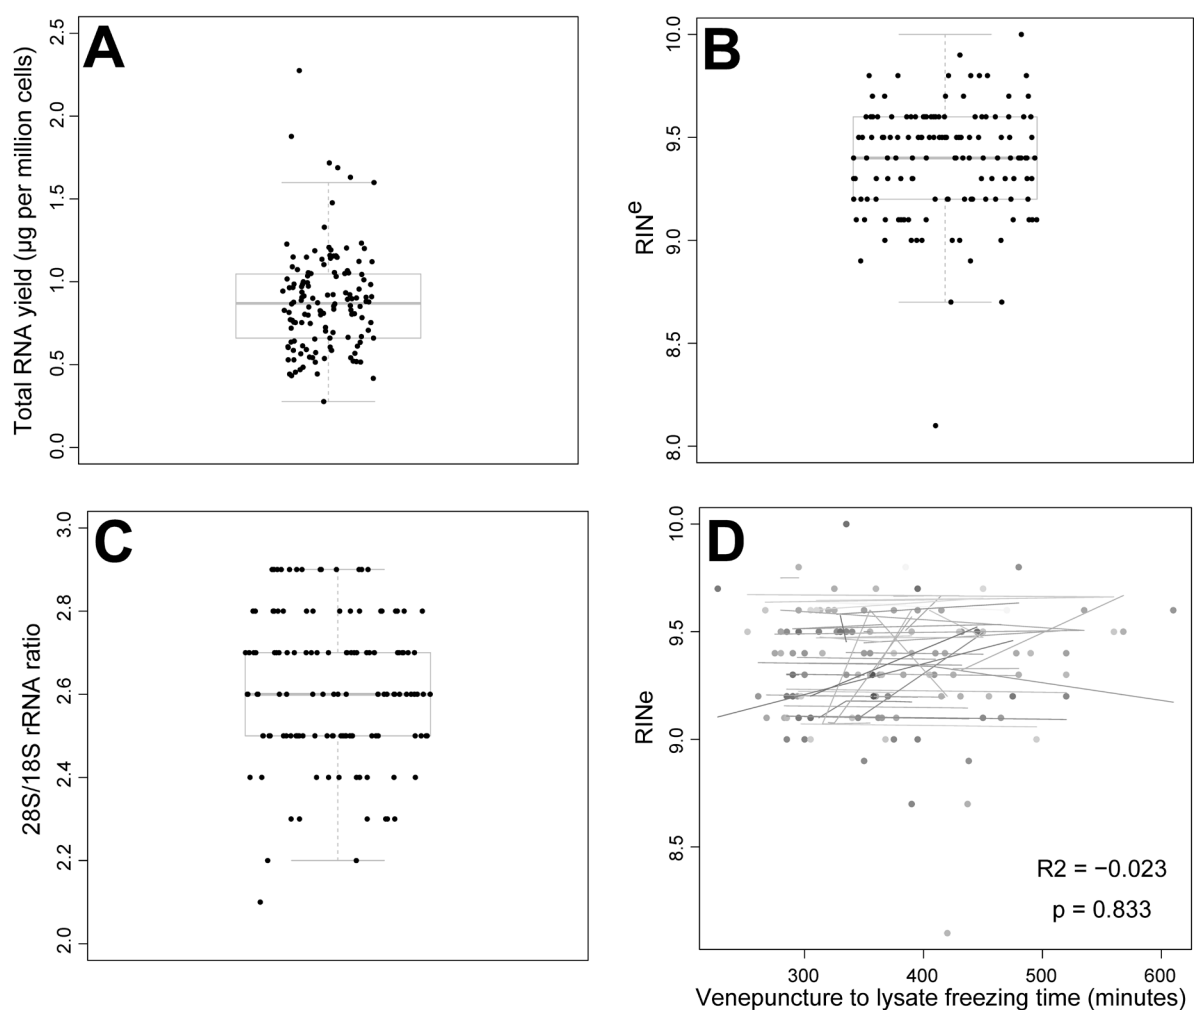 A
Total RNA yield (µg per million cells)
2.5
2.0
1.5
1.0
0.5
0.0
B
RINe
10.0
9.5
9.0
8.5
8.0
C
28S/18S rRNA ratio
3.0
2.8
2.6
2.4
2.2
2.0
D
RINe
10.0
9.5
9.0
8.5
R2 = −0.023
p = 0.833
300 400 500 600
Venepuncture to lysate freezing time (minutes)